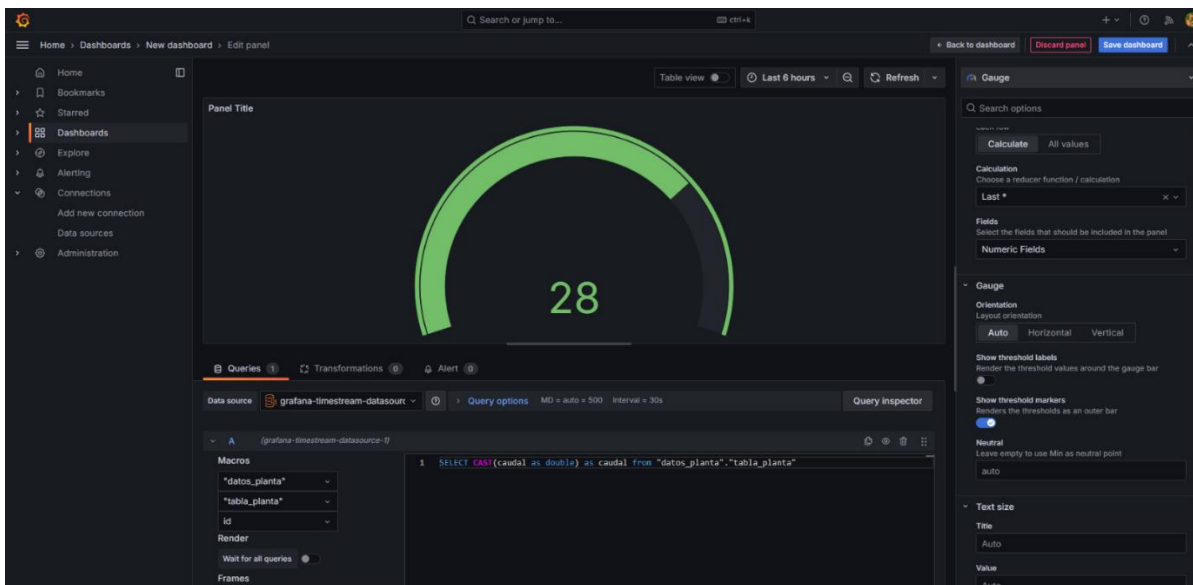 Search or jump to...
ctrl+k
Home › Dashboards › New dashboard › Edit panel
Back to dashboard
Discard panel
Save dashboard
Home
Bookmarks
Starred
Dashboards
Explore
Alerting
Connections
Add new connection
Data sources
Administration
Table view
Last 6 hours
Refresh
Panel Title
28
Queries 1
Transformations 0
Alert 0
Data source
grafana-timestream-datasourc
Query options
MD = auto = 500
Interval = 30s
Query inspector
A
(grafana-timestream-datasource-1)
Macros
"datos_planta"
"tabla_planta"
id
Render
Wait for all queries
Frames
1 SELECT CAST(caudal as double) as caudal from "datos_planta"."tabla_planta"
Gauge
Search options
Calculate
All values
Calculation
Choose a reducer function / calculation
Last *
Fields
Select the fields that should be included in the panel
Numeric Fields
Gauge
Orientation
Layout orientation
Auto
Horizontal
Vertical
Show threshold labels
Render the threshold values around the gauge bar
Show threshold markers
Renders the thresholds as an outer bar
Neutral
Leave empty to use Min as neutral point
auto
Text size
Title
Auto
Value